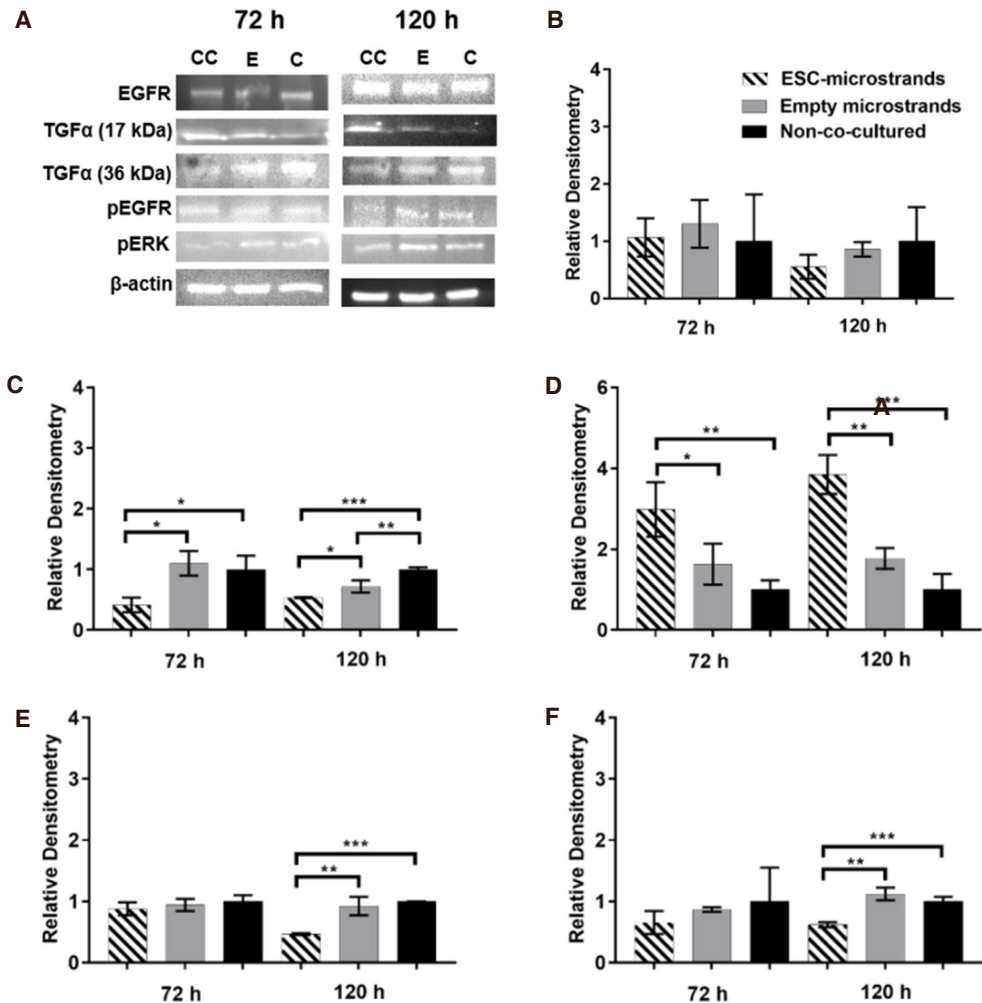 A
72 h
120 h
CC E C
CC E C
EGFR
TGFα (17 kDa)
TGFα (36 kDa)
pEGFR
pERK
β-actin
B
Relative Densitometry
4
3
2
1
0
ESC-microstrands
Empty microstrands
Non-co-cultured
72 h
120 h
C
Relative Densitometry
4
3
2
1
0
*
*
***
**
*
72 h
120 h
D
Relative Densitometry
6
4
2
0
**
*
***
A
**
72 h
120 h
E
Relative Densitometry
4
3
2
1
0
***
**
72 h
120 h
F
Relative Densitometry
4
3
2
1
0
***
**
72 h
120 h